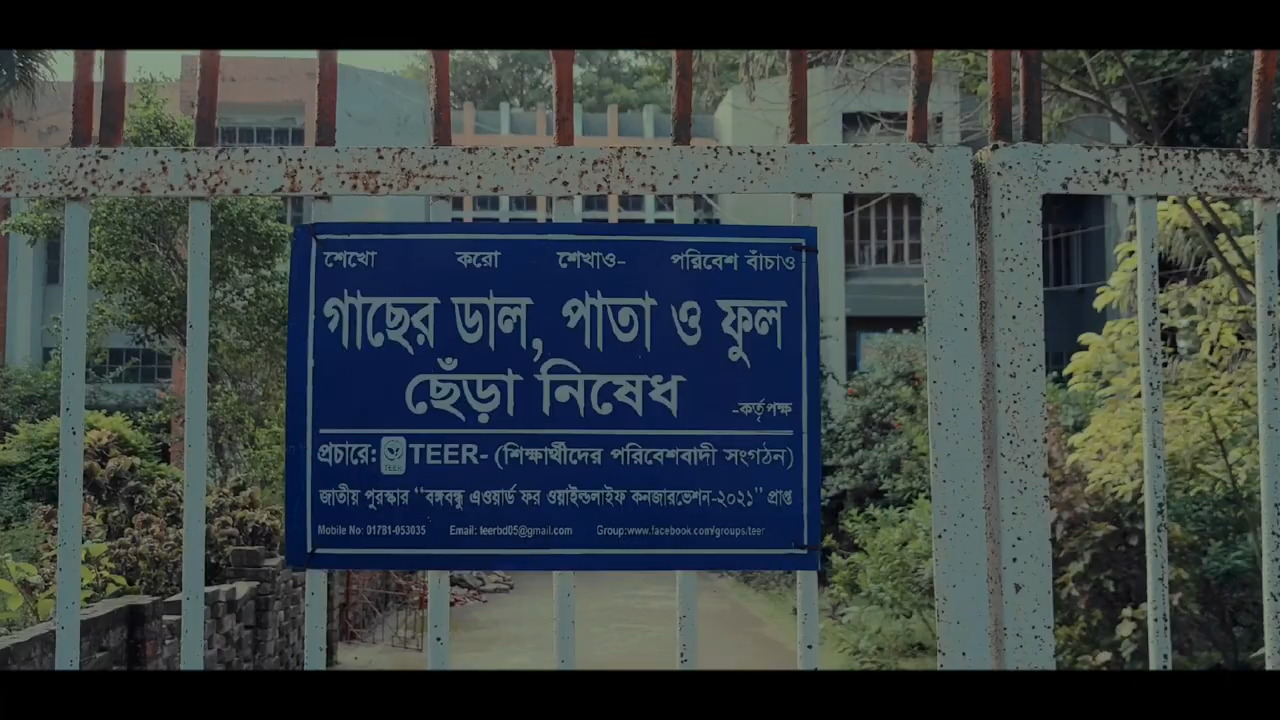 শেখো করো শেখাও- পরিবেশ বাঁচাও
গাছের ডাল, পাতা ও ফুল
ছেঁড়া নিষেধ
-কর্তৃপক্ষ
প্রচারে: TEER TEER- (শিক্ষার্থীদের পরিবেশবাদী সংগঠন)
জাতীয় পুরস্কার "বঙ্গবন্ধু এওয়ার্ড ফর ওয়াইল্ডলাইফ কনজারভেশন-২০২১" প্রাপ্ত
Mobile No: 01781-053035 Email: teerbd05@gmail.com Group:www.facebook.com/groups/teer